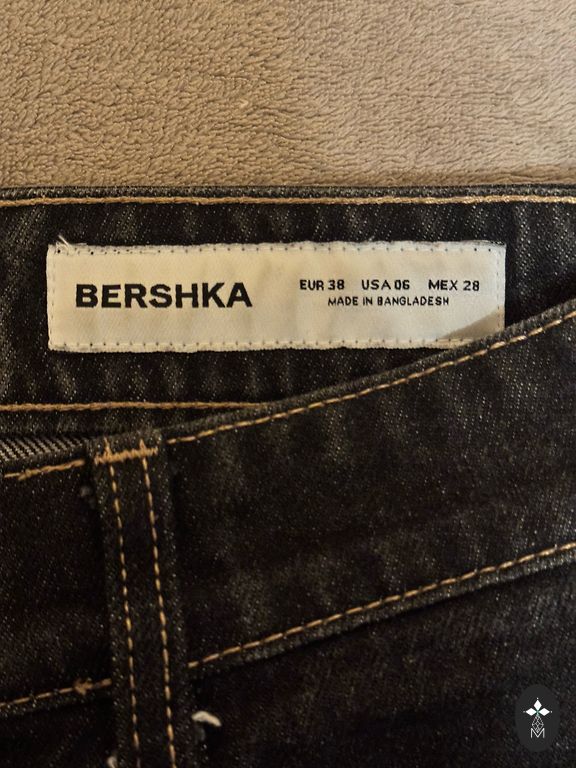 BERSHKA
EUR 38 USA 06 MEX 28
MADE IN BANGLADESH
M